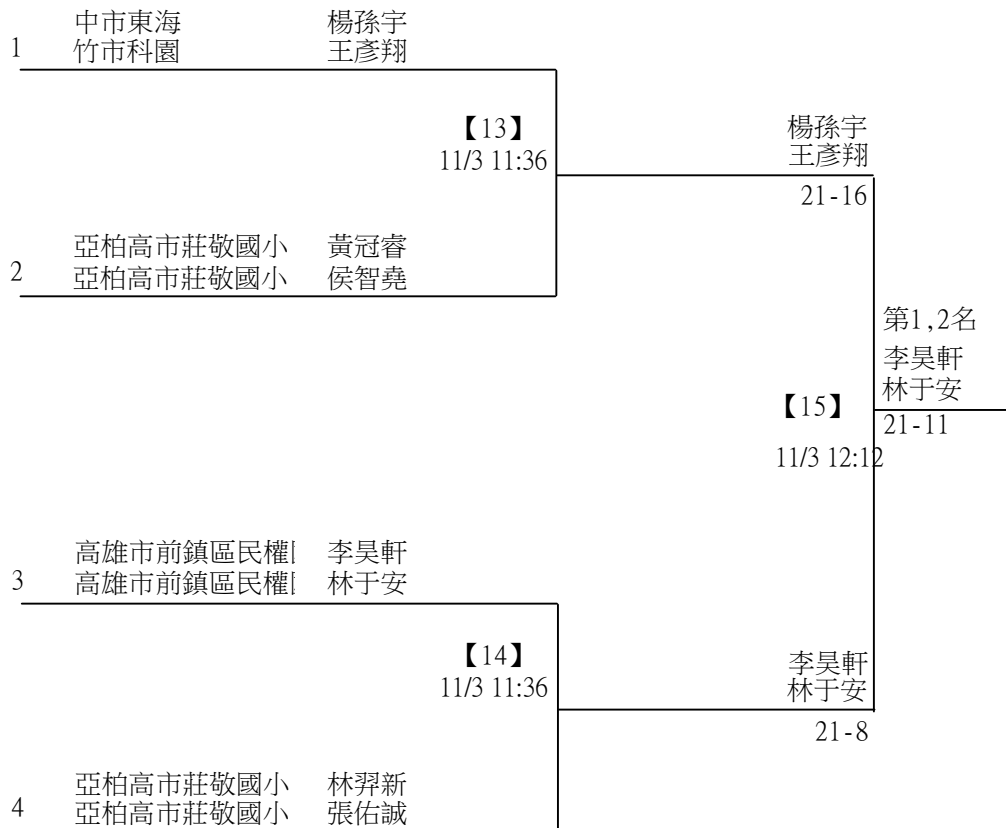 中市東海 楊孫宇
1 竹市科園 王彥翔
【13】
11/3 11:36
楊孫宇
王彥翔
21-16
亞柏高市莊敬國小 黃冠睿
2 亞柏高市莊敬國小 侯智堯
第1,2名
李昊軒
林于安
【15】
21-11
11/3 12:12
高雄市前鎮區民權 李昊軒
3 高雄市前鎮區民權 林于安
【14】
11/3 11:36
李昊軒
林于安
21-8
亞柏高市莊敬國小 林羿新
4 亞柏高市莊敬國小 張佑誠